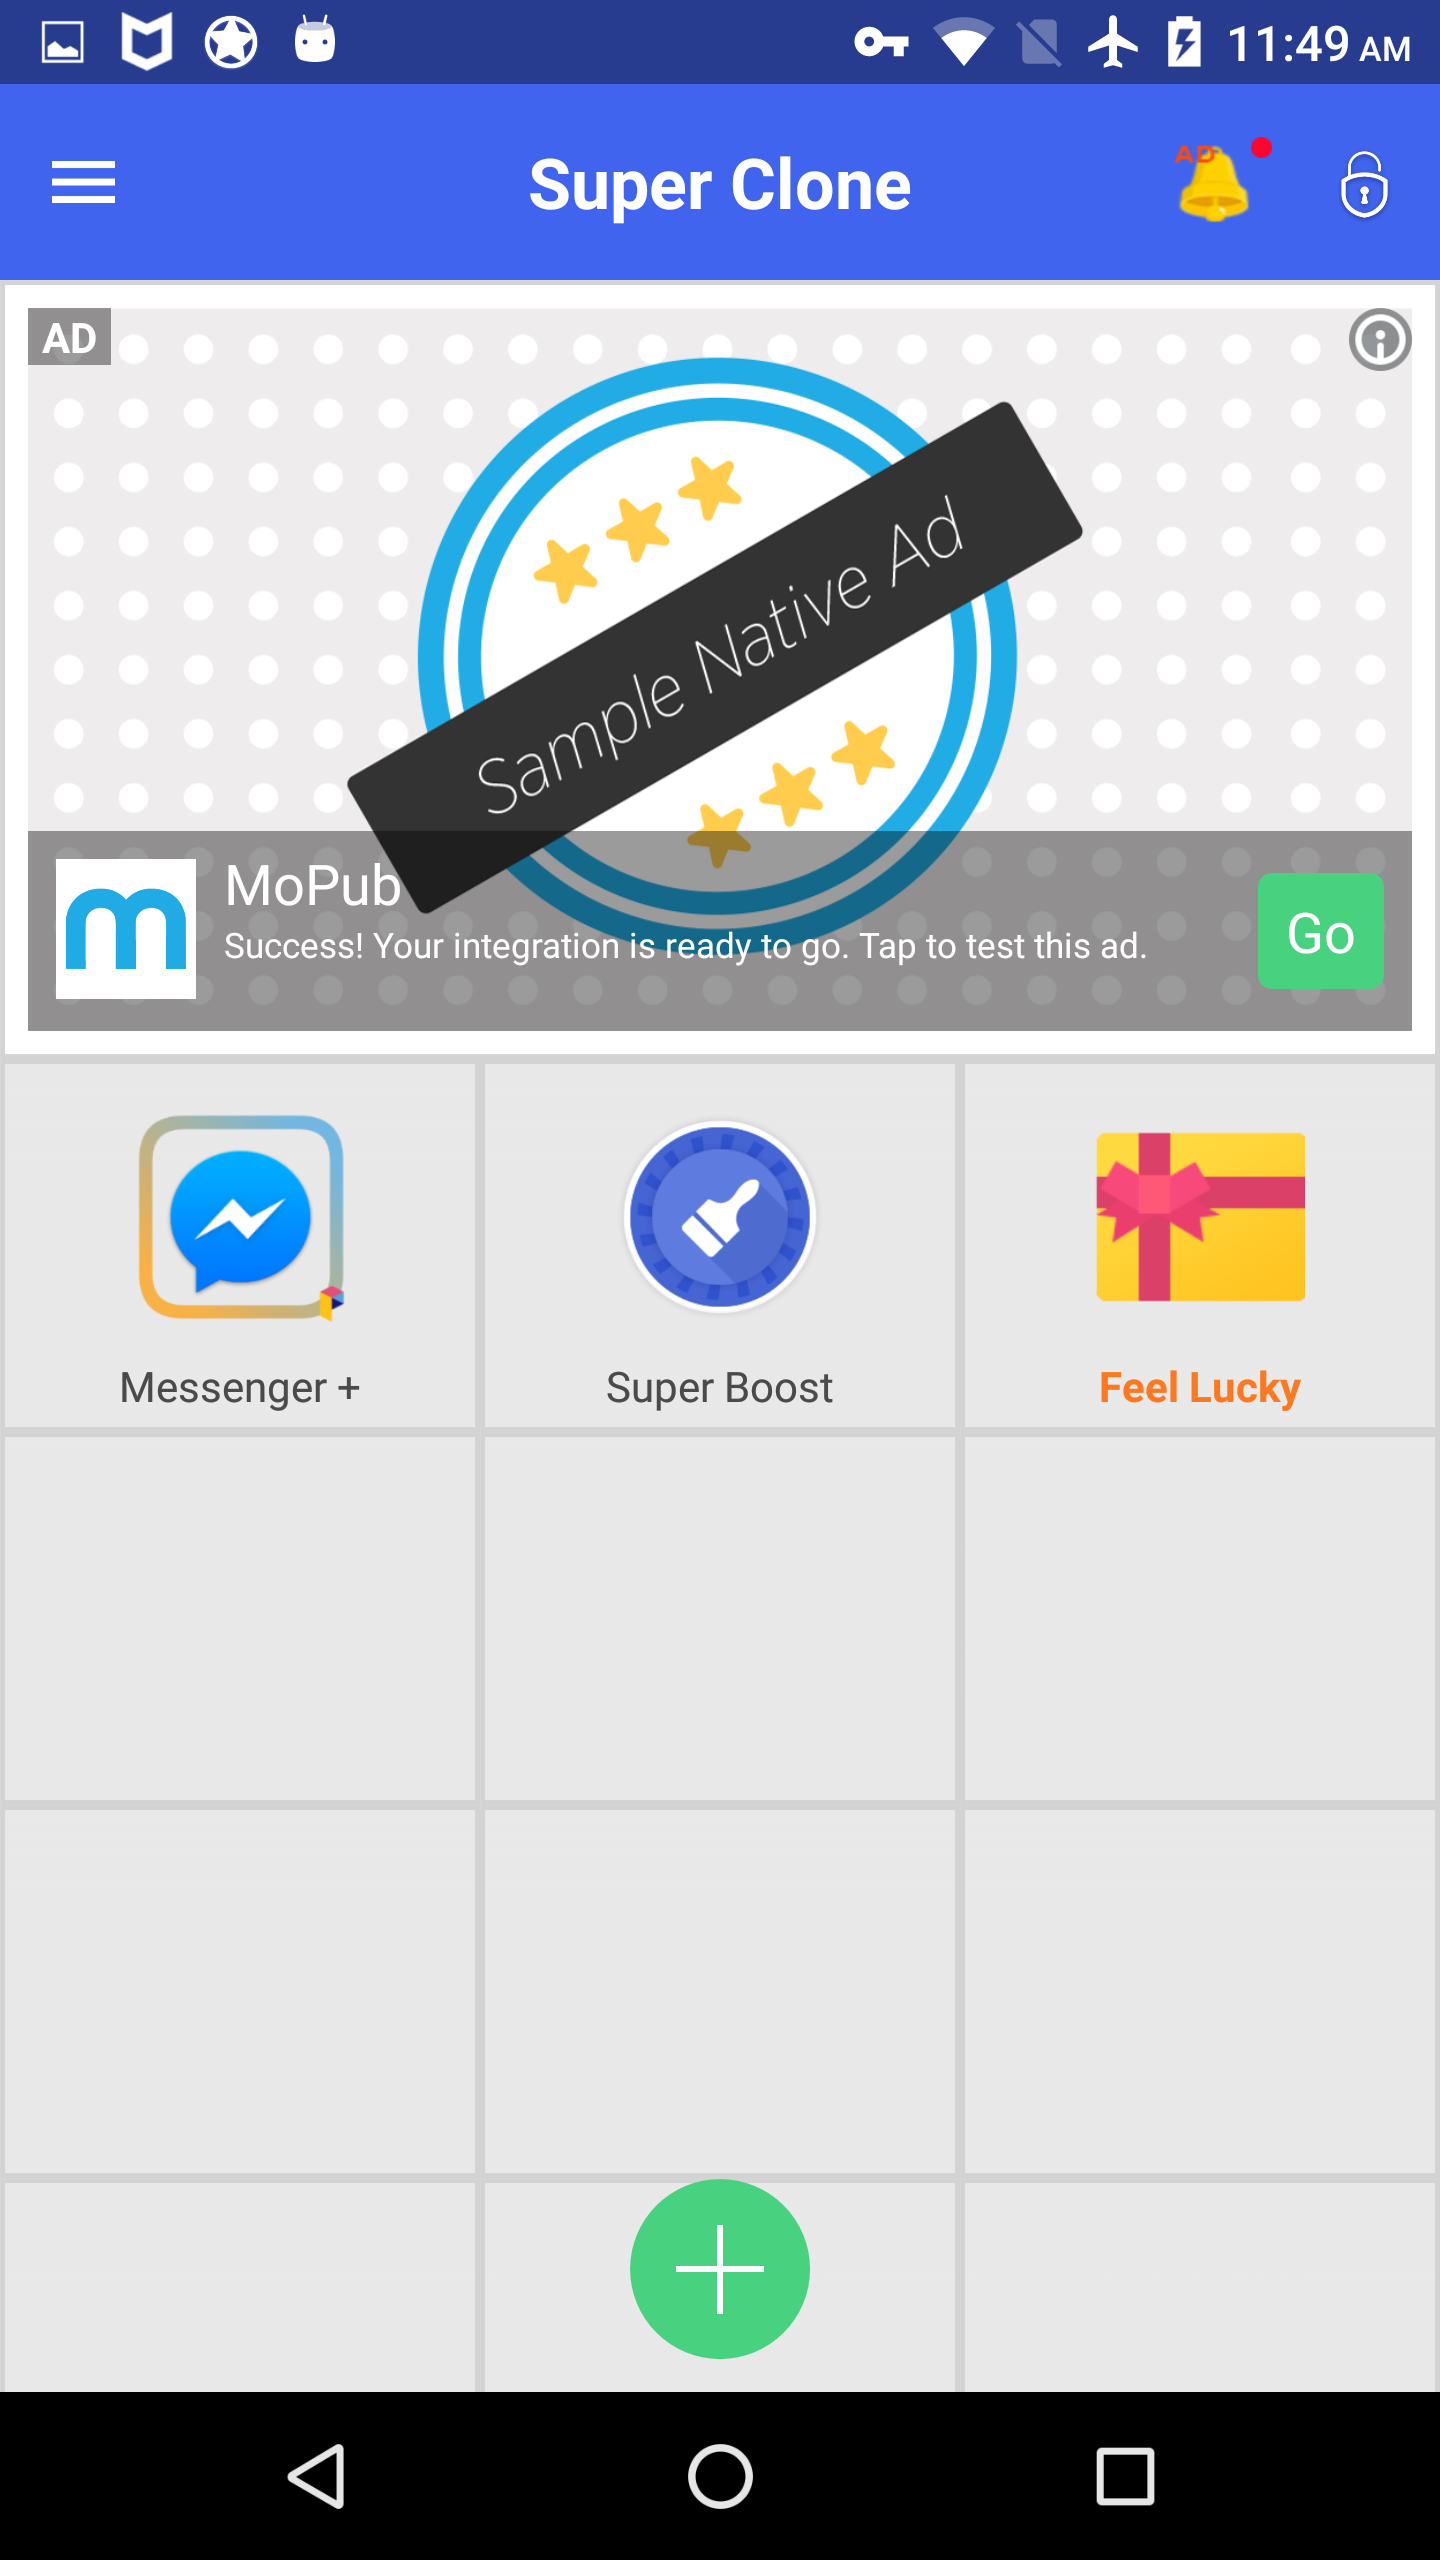 11:49 AM
Super Clone
AD
AD
Sample Native Ad
MoPub
Success! Your integration is ready to go. Tap to test this ad.
Go
Messenger +
Super Boost
Feel Lucky